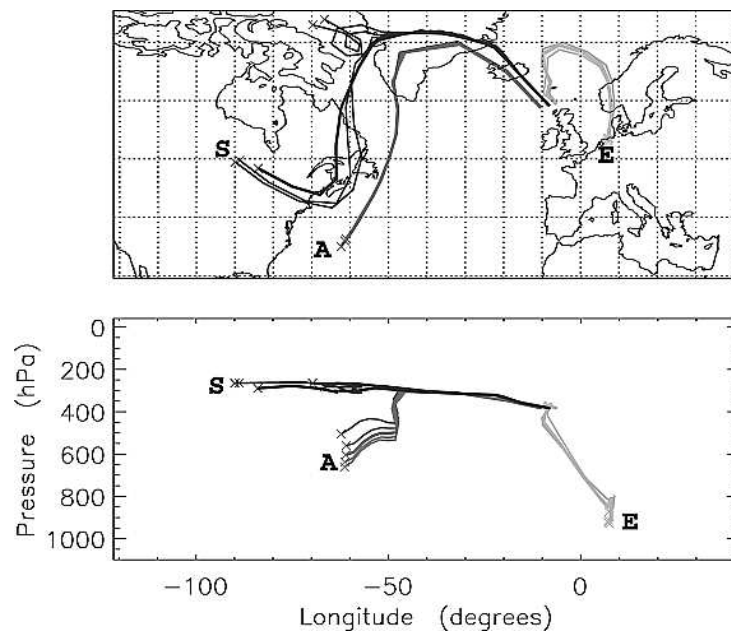 S
A
E
0
200
400
600
800
1000
Pressure (hPa)
S
A
E
-100
-50
0
Longitude (degrees)